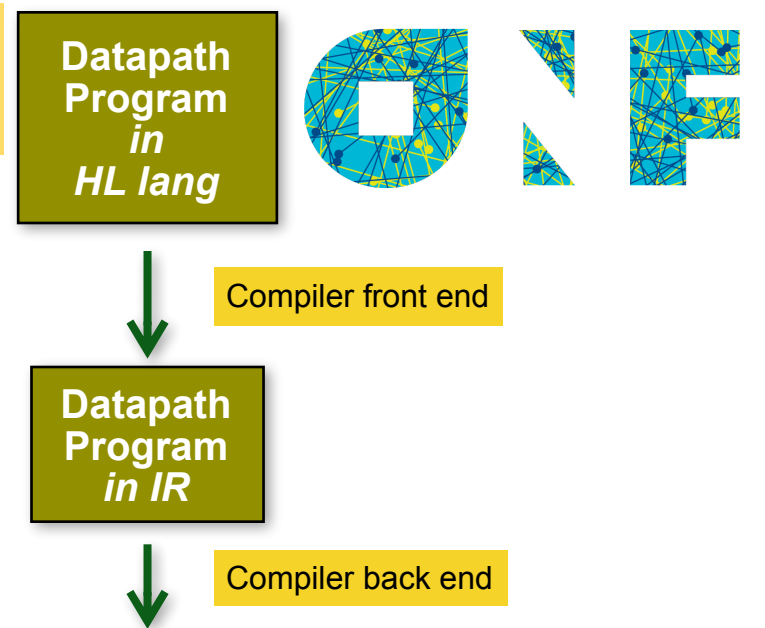 Datapath
Program
in
HL lang
ONF
Compiler front end
Datapath
Program
in IR
Compiler back end